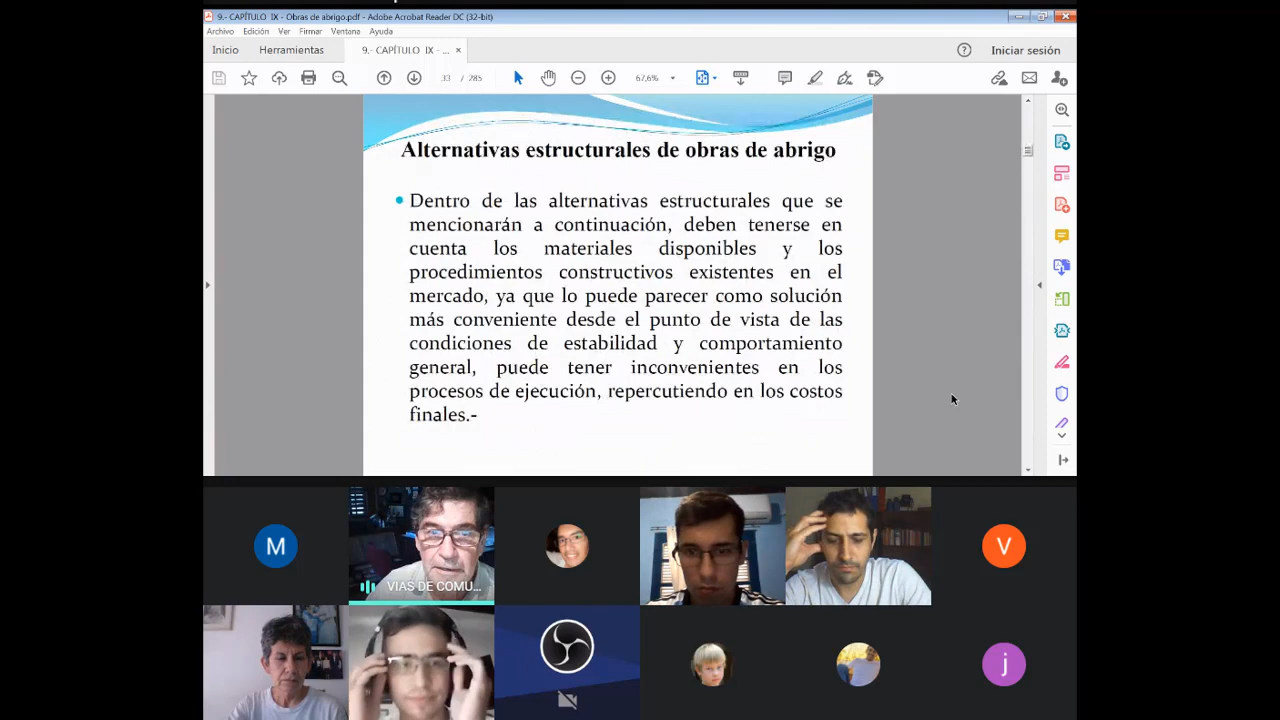 9.- CAPÍTULO IX - Obras de abrigo.pdf - Adobe Acrobat Reader DC (32-bit)
Archivo Edición Ver Firmar Ventana Ayuda
Inicio Herramientas 9.- CAPÍTULO IX - ... × Iniciar sesión
33 / 285 67,6%
Alternativas estructurales de obras de abrigo
Dentro de las alternativas estructurales que se
mencionarán a continuación, deben tenerse en
cuenta los materiales disponibles y los
procedimientos constructivos existentes en el
mercado, ya que lo puede parecer como solución
más conveniente desde el punto de vista de las
condiciones de estabilidad y comportamiento
general, puede tener inconvenientes en los
procesos de ejecución, repercutiendo en los costos
finales.-
M
VIAS DE COMU...
V
j